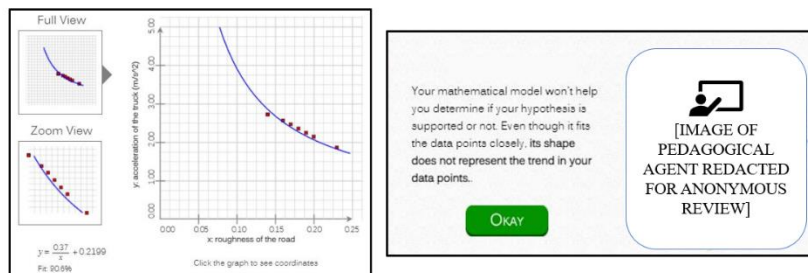 Full View
Zoom View
y = 0.37/x + 0.2199
Fit: 90.6%
y: acceleration of the truck (m/s^2)
5.00
4.00
3.00
2.00
1.00
0.00
0.00 0.05 0.10 0.15 0.20 0.25
x: roughness of the road
Click the graph to see coordinates
Your mathematical model won't help
you determine if your hypothesis is
supported or not. Even though it fits
the data points closely, its shape
does not represent the trend in your
data points..
OKAY
[IMAGE OF
PEDAGOGICAL
AGENT REDACTED
FOR ANONYMOUS
REVIEW]